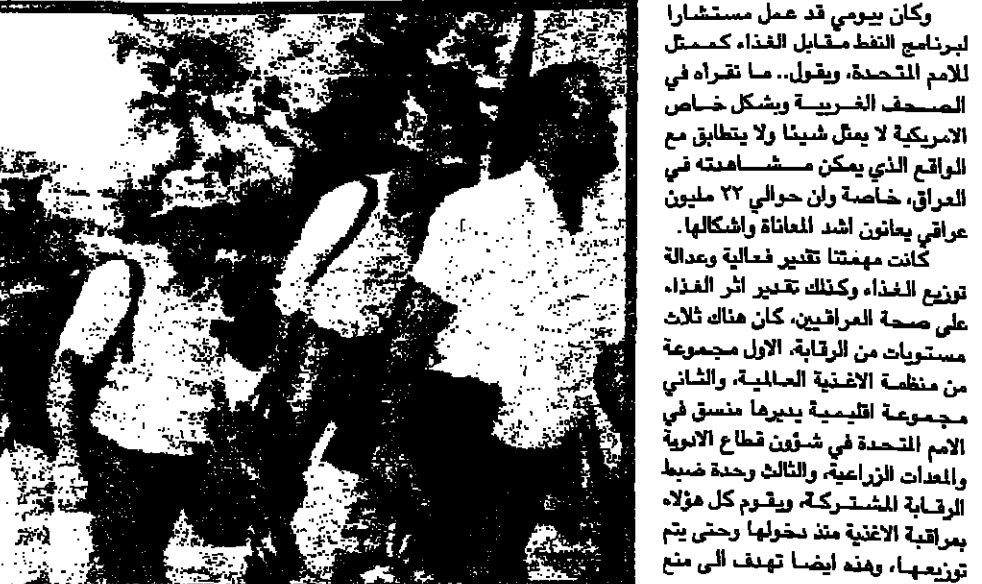 وكان بيومي قد عمل مستشارا
لبرنامج النفط مقابل الغذاء كممثل
للامم المتحدة، ويقول.. ما نقرأه في
الصحف الغربية وبشكل خاص
الامريكية لا يمثل شيئا ولا يتطابق مع
الواقع الذي يمكن مشاهدته في
العراق، خاصة وان حوالي ٢٢ مليون
عراقي يعانون اشد المعاناة واشكالها.
كانت مهمتنا تقدير فعالية وعدالة
توزيع الغذاء وكذلك تقدير اثر الغذاء
على صحة العراقيين، كان هناك ثلاث
مستويات من الرقابة، الاول مجموعة
من منظمة الاغذية العالمية، والثاني
مجموعة اقليمية يديرها منسق في
الامم المتحدة في شؤون قطاع الادوية
والمعدات الزراعية، والثالث وحدة ضبط
الرقابة المشتركة، ويقوم كل هؤلاء
بمراقبة الاغذية منذ دخولها وحتى يتم
توزيعها، وهذه ايضا تهدف الى منع